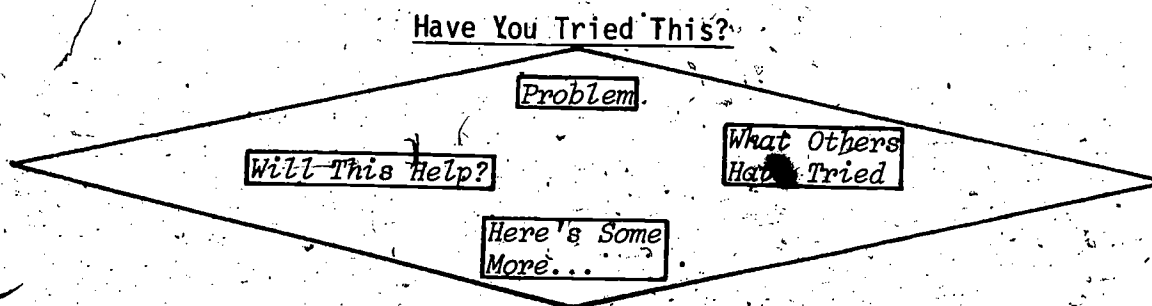 Have You Tried This?
Problem
What Others
Tried
Will This Help?
Here's Some
More...